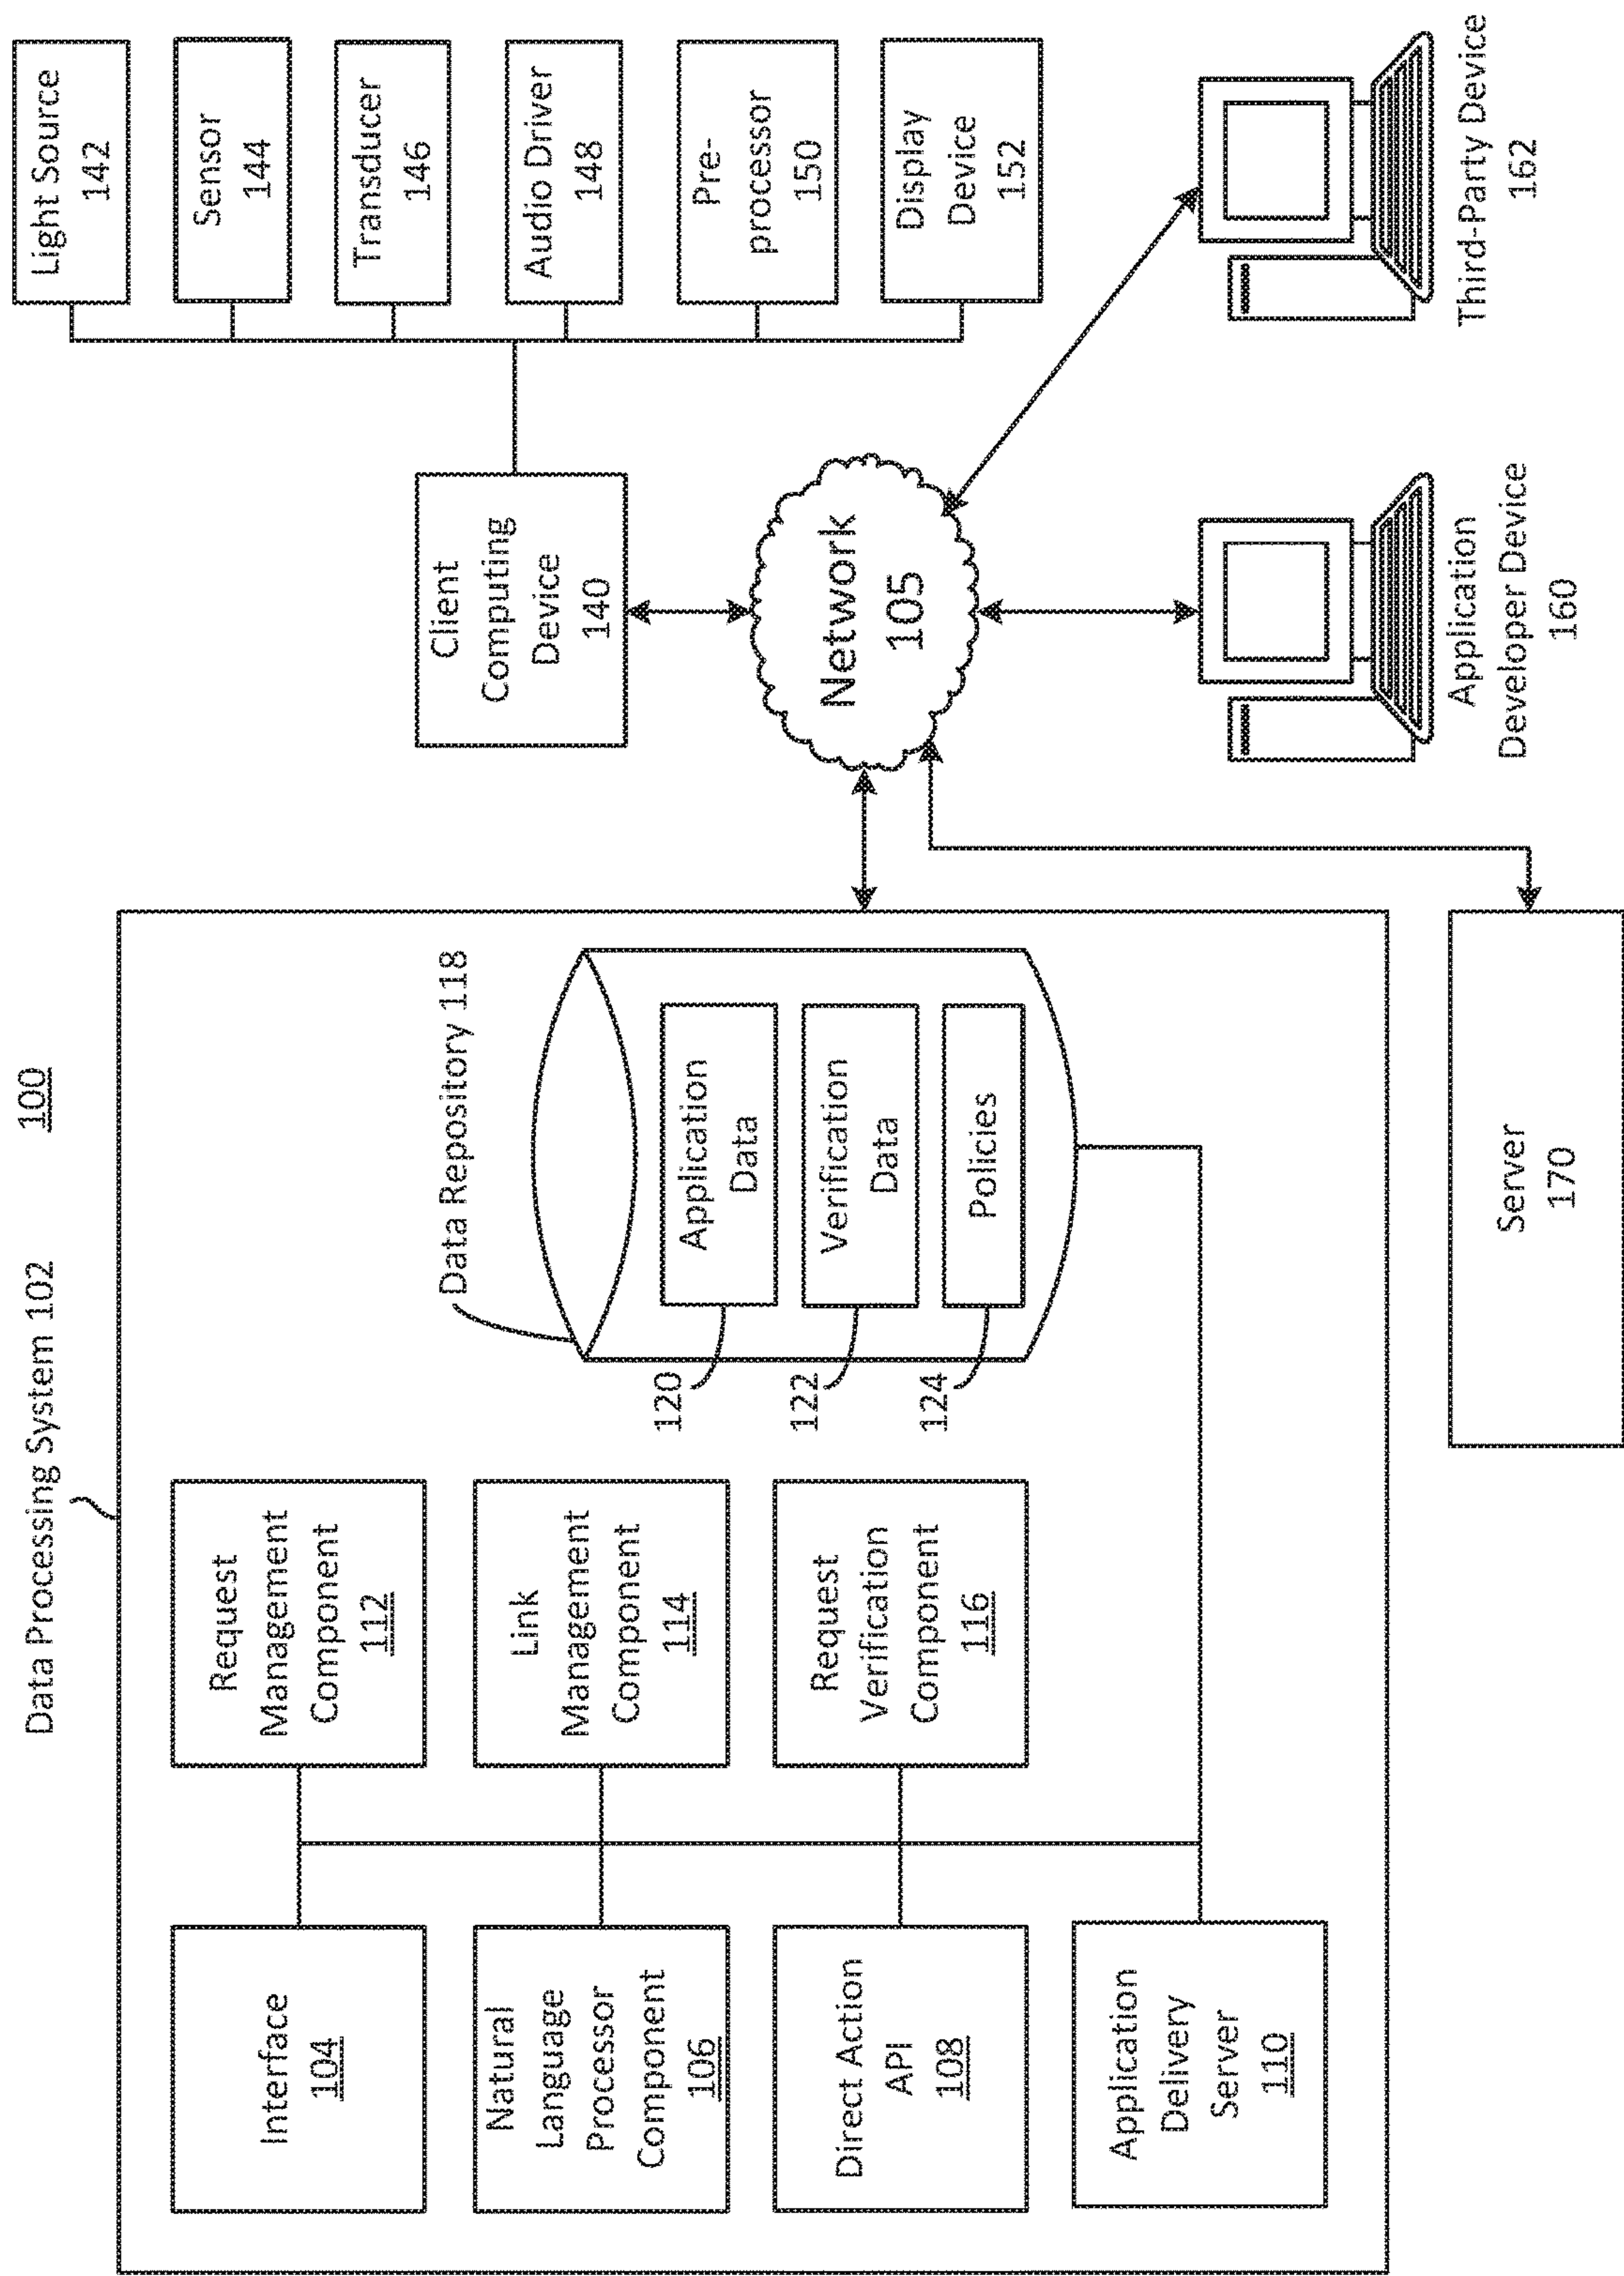 100
Data Processing System 102
Interface
104
Natural
Language
Processor
Component
106
Direct Action
API
108
Application
Delivery
Server
110
Request
Management
Component
112
Link
Management
Component
114
Request
Verification
Component
116
Data Repository 118
120
Application
Data
122
Verification
Data
124
Policies
Server
170
Client
Computing
Device
140
Network
105
Application
Developer Device
160
Light Source
142
Sensor
144
Transducer
146
Audio Driver
148
Pre-
processor
150
Display
Device
152
Third-Party Device
162